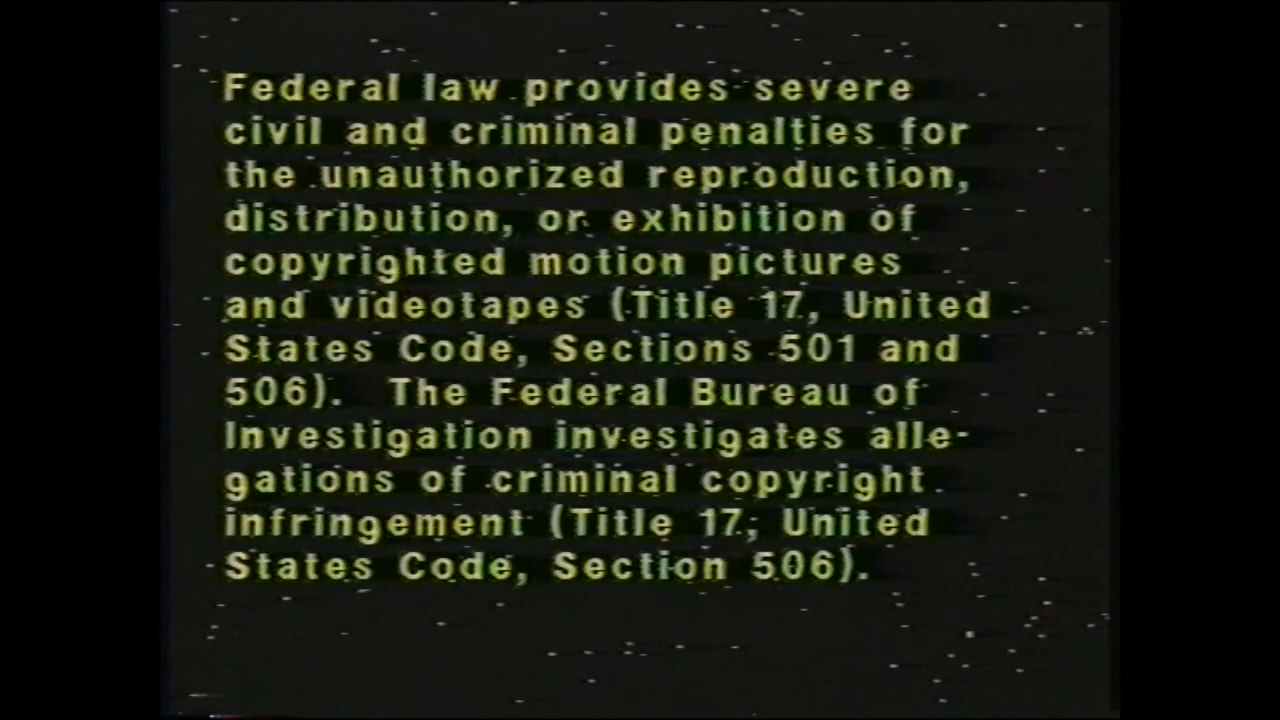 Federal law provides severe
civil and criminal penalties for
the unauthorized reproduction,
distribution, or exhibition of
copyrighted motion pictures
and videotapes (Title 17, United
States Code, Sections 501 and
506).  The Federal Bureau of
Investigation investigates alle-
gations of criminal copyright
infringement (Title 17, United
States Code, Section 506).